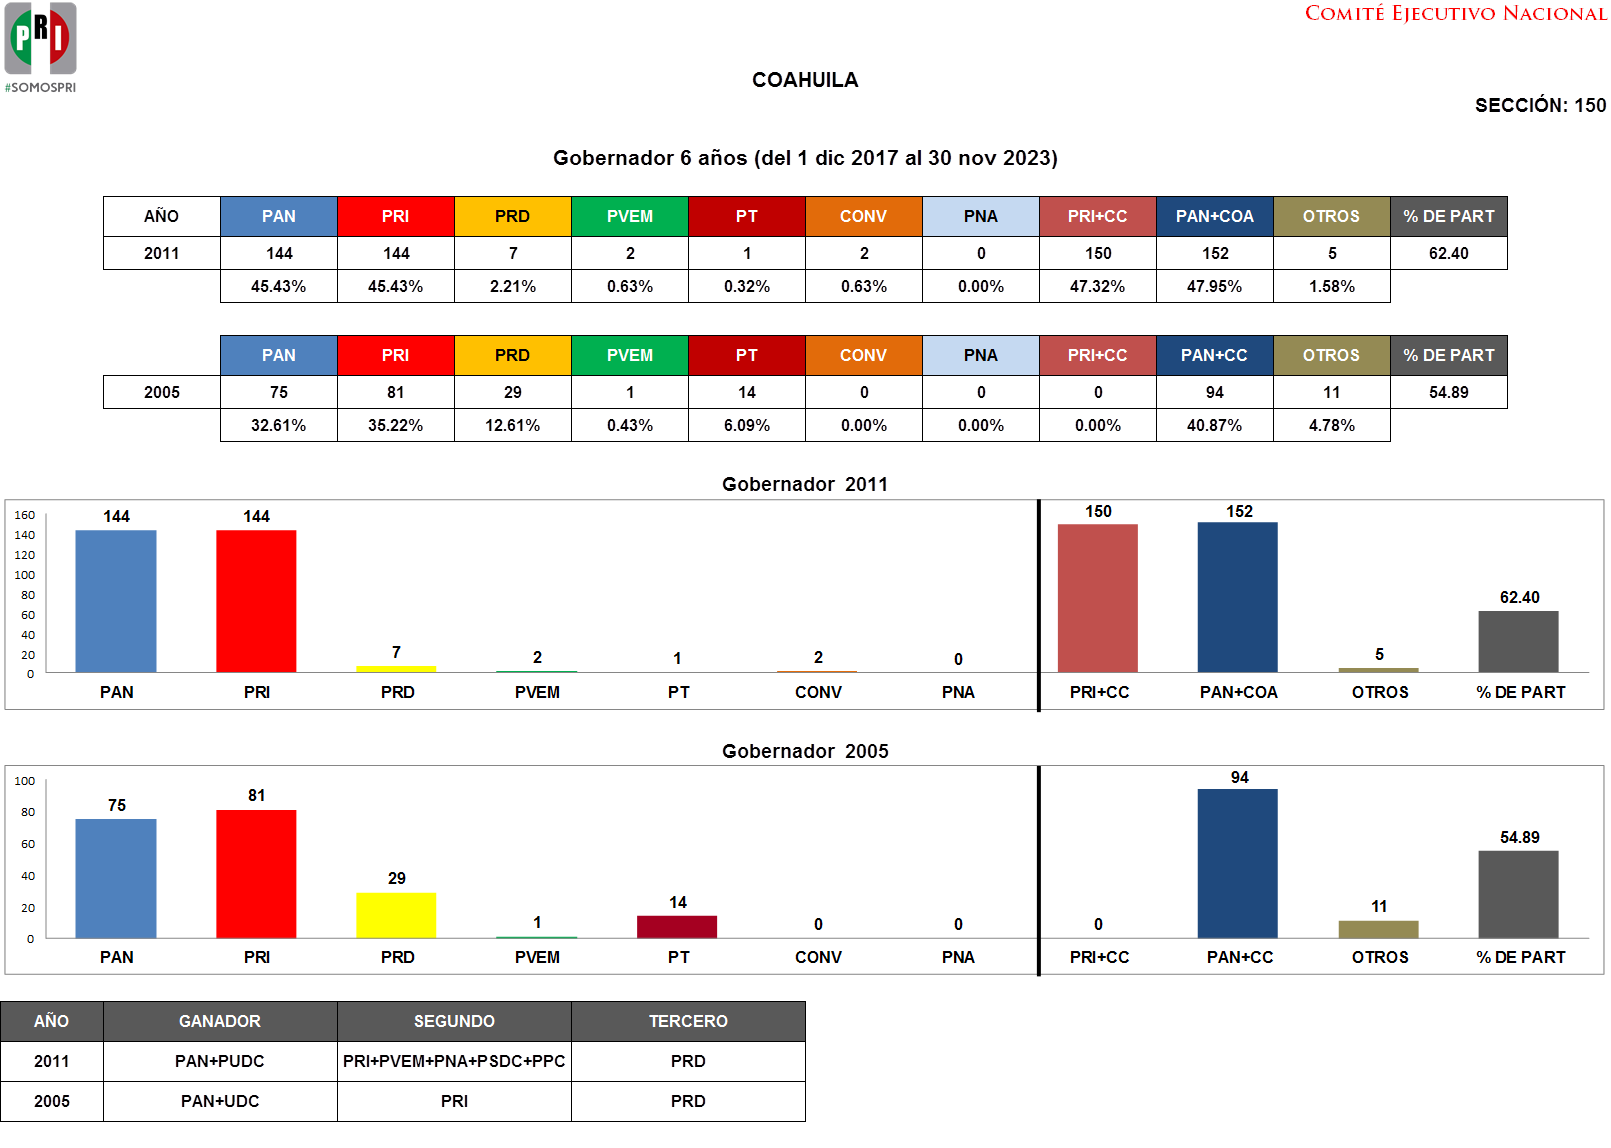 PRI
#SOMOSPRI
COMITÉ EJECUTIVO NACIONAL
COAHUILA
SECCIÓN: 150
Gobernador 6 años (del 1 dic 2017 al 30 nov 2023)
AÑO PAN PRI PRD PVEM PT CONV PNA PRI+CC PAN+COA OTROS % DE PART
2011 144 144 7 2 1 2 0 150 152 5 62.40
45.43% 45.43% 2.21% 0.63% 0.32% 0.63% 0.00% 47.32% 47.95% 1.58%
PAN PRI PRD PVEM PT CONV PNA PRI+CC PAN+CC OTROS % DE PART
2005 75 81 29 1 14 0 0 0 94 11 54.89
32.61% 35.22% 12.61% 0.43% 6.09% 0.00% 0.00% 0.00% 40.87% 4.78%
Gobernador 2011
160
140
120
100
80
60
40
20
0
144 144 7 2 1 2 0 150 152 5 62.40
PAN PRI PRD PVEM PT CONV PNA PRI+CC PAN+COA OTROS % DE PART
Gobernador 2005
100
80
60
40
20
0
75 81 29 1 14 0 0 0 94 11 54.89
PAN PRI PRD PVEM PT CONV PNA PRI+CC PAN+CC OTROS % DE PART
AÑO GANADOR SEGUNDO TERCERO
2011 PAN+PUDC PRI+PVEM+PNA+PSDC+PPC PRD
2005 PAN+UDC PRI PRD